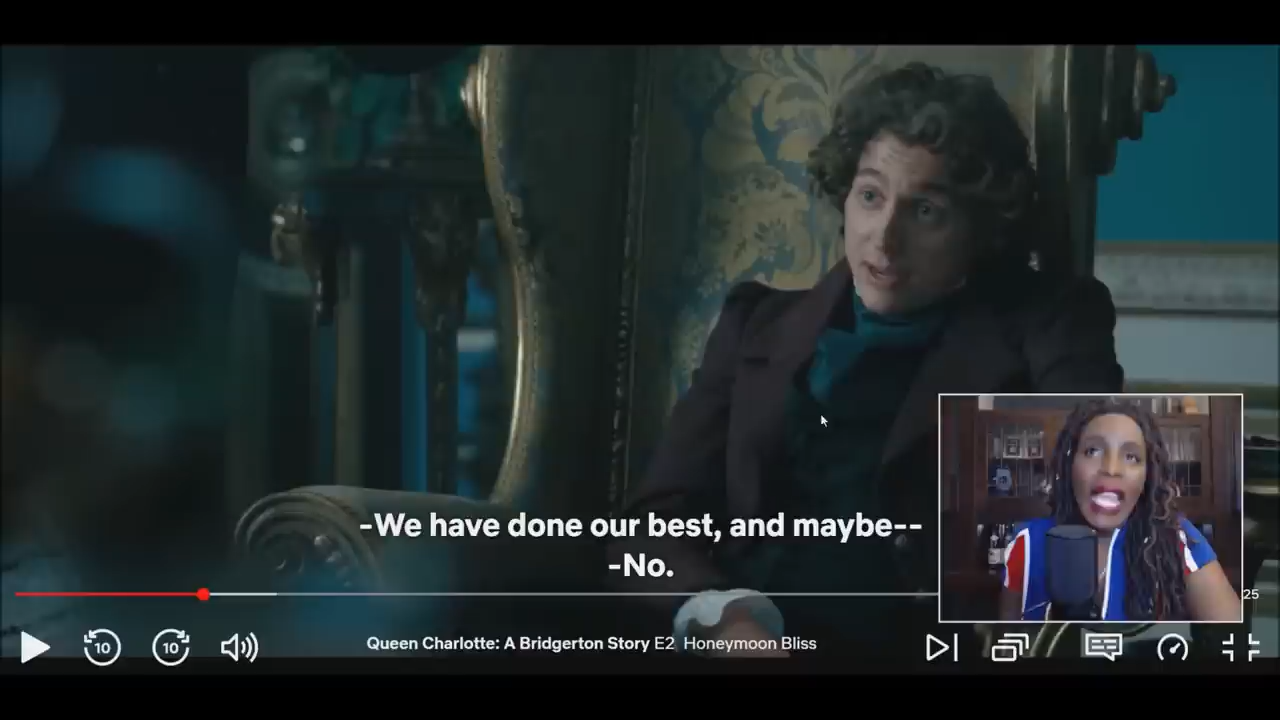 -We have done our best, and maybe--
-No.
25
10
10
Queen Charlotte: A Bridgerton Story E2 Honeymoon Bliss